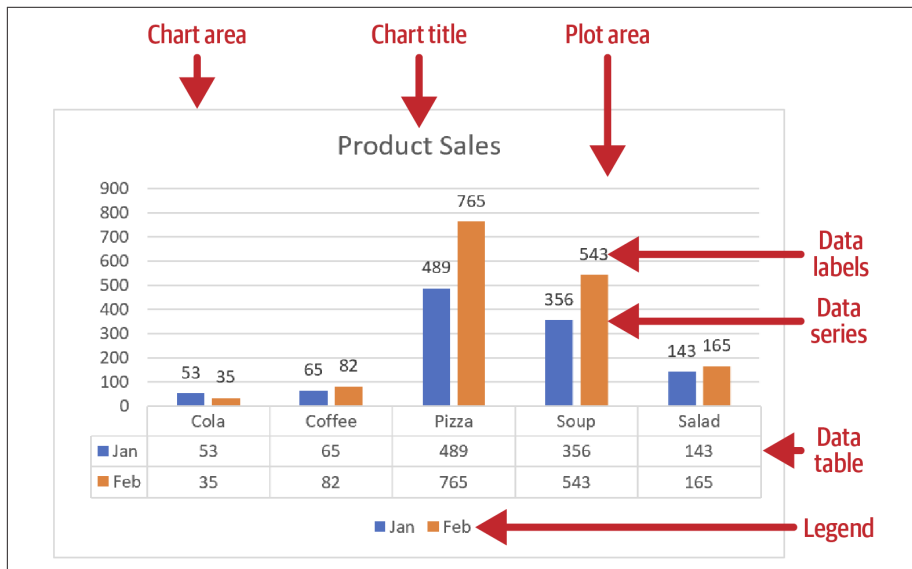 Chart area Chart title Plot area
Product Sales
900
800
700
600
500
400
300
200
100
0
53 35 65 82 489 765 356 543 143 165
Data
labels
Data
series
Cola Coffee Pizza Soup Salad
Jan 53 65 489 356 143
Feb 35 82 765 543 165
Data
table
Jan Feb
Legend